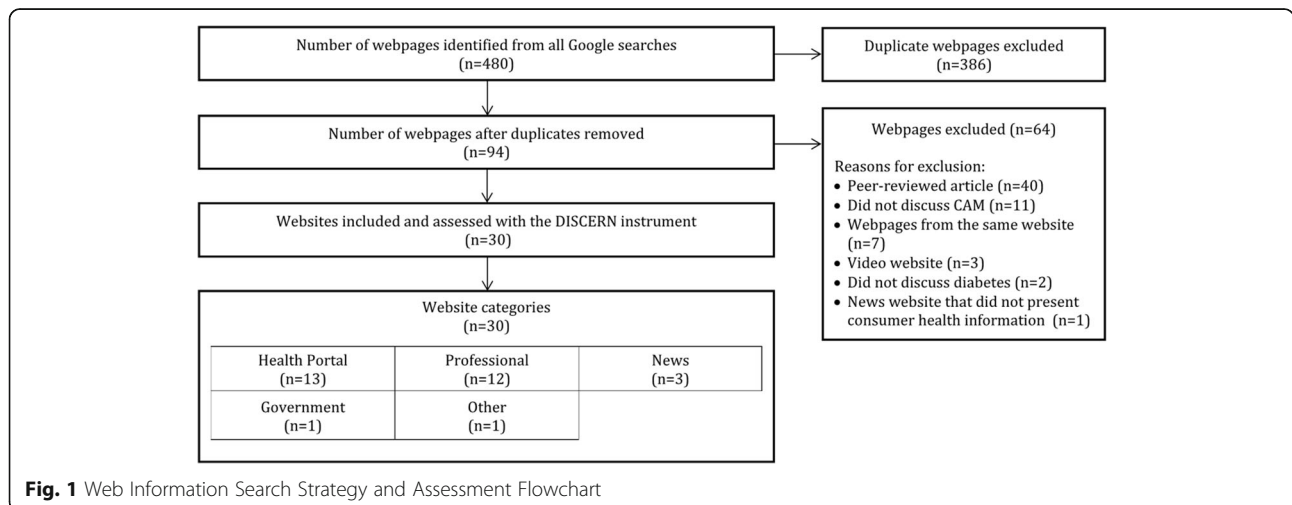 Number of webpages identified from all Google searches
(n=480)
Duplicate webpages excluded
(n=386)
Number of webpages after duplicates removed
(n=94)
Webpages excluded (n=64)
Reasons for exclusion:
• Peer-reviewed article (n=40)
• Did not discuss CAM (n=11)
• Webpages from the same website
(n=7)
• Video website (n=3)
• Did not discuss diabetes (n=2)
• News website that did not present
consumer health information (n=1)
Websites included and assessed with the DISCERN instrument
(n=30)
Website categories
(n=30)
Health Portal
(n=13)
Professional
(n=12)
News
(n=3)
Government
(n=1)
Other
(n=1)
Fig. 1 Web Information Search Strategy and Assessment Flowchart